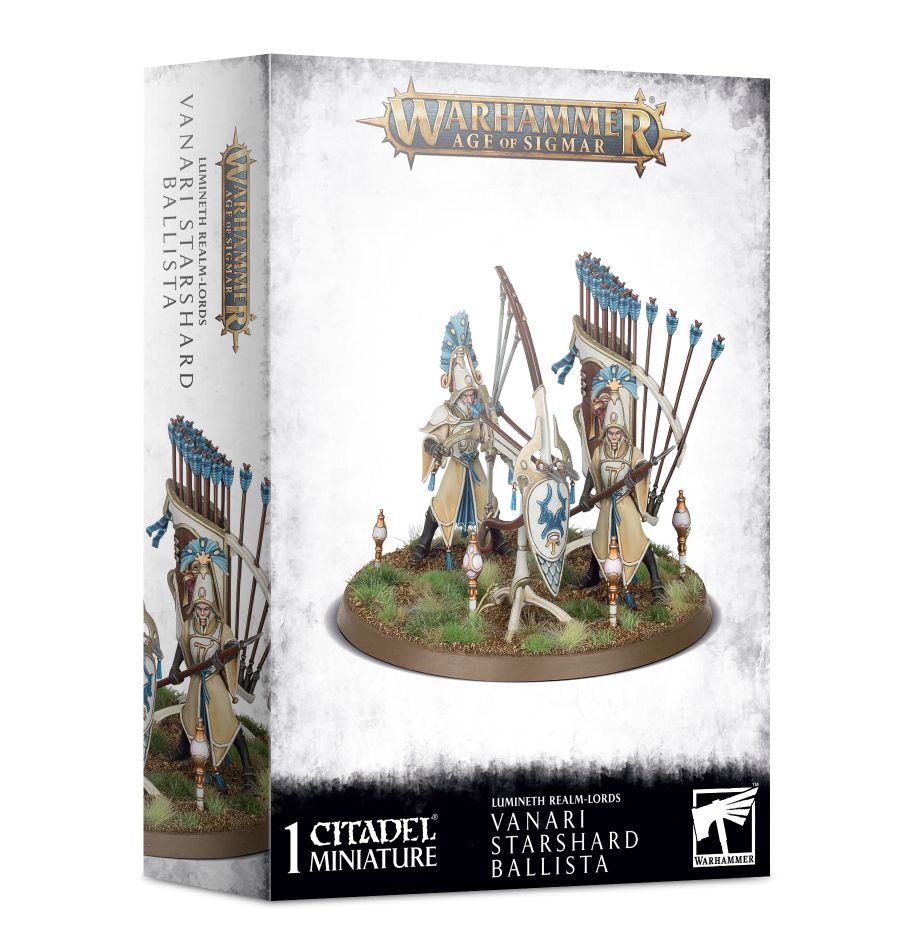 VANARI STARSHARD
BALLISTA
LUMINETH REALM-LORDS
WARHAMMER
AGE OF SIGMAR
WARHAMMER®
AGE OF SIGMAR
1 CITADEL®
MINIATURE
LUMINETH REALM-LORDS
VANARI
STARSHARD
BALLISTA
™
WARHAMMER